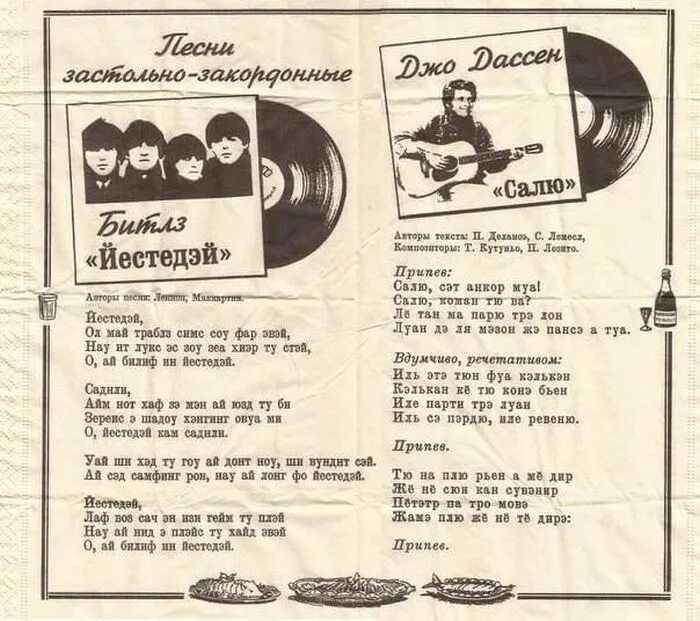 Песни
застольно-закордонные
Битлз
«Йестедэй»
Авторы песни: Леннон, Маккартни.
Йестедэй,
Ол май траблз симс соу фар эвэй,
Нау ит лукс эс зоу зеа хиэр ту стэй,
О, ай билиф ин йестедэй.
Саднли,
Айм нот хаф зэ мэн ай юзд ту би
Зереис э шадоу хэнгинг овуа ми
О, йестедэй кам саднли.
Уай ши хэд ту гоу ай донт ноу, ши вундит сэй.
Ай сэд самфинг рон, нау ай лонг фо йестедэй.
Йестедэй,
Лаф воз сач эн изи гейм ту плэй
Нау ай нид э плэйс ту хайд эвэй
О, ай билиф ин йестедэй.
Джо Дассен
«Салю»
Авторы текста: П. Деланоэ, С. Лемесл,
Композиторы: Т. Кутуньо, П. Лозито.
Припев:
Салю, сэт анкор муа!
Салю, коман тю ва?
Лё тан ма парю трэ лон
Луан дэ ля мэзон жэ пансэ а туа.
Вдумчиво, речетативом:
Иль этэ тюн фуа кэлькэн
Кэлькан кё тю конэ бьен
Иле парти трэ луан
Иль сэ пэрдю, иле ревеню.
Припев.
Тю на плю рьен а мё дир
Жё нё сюн кан сувэнир
Пётэтр па тро мовэ
Жамэ плю жё нё тё дирэ:
Припев.